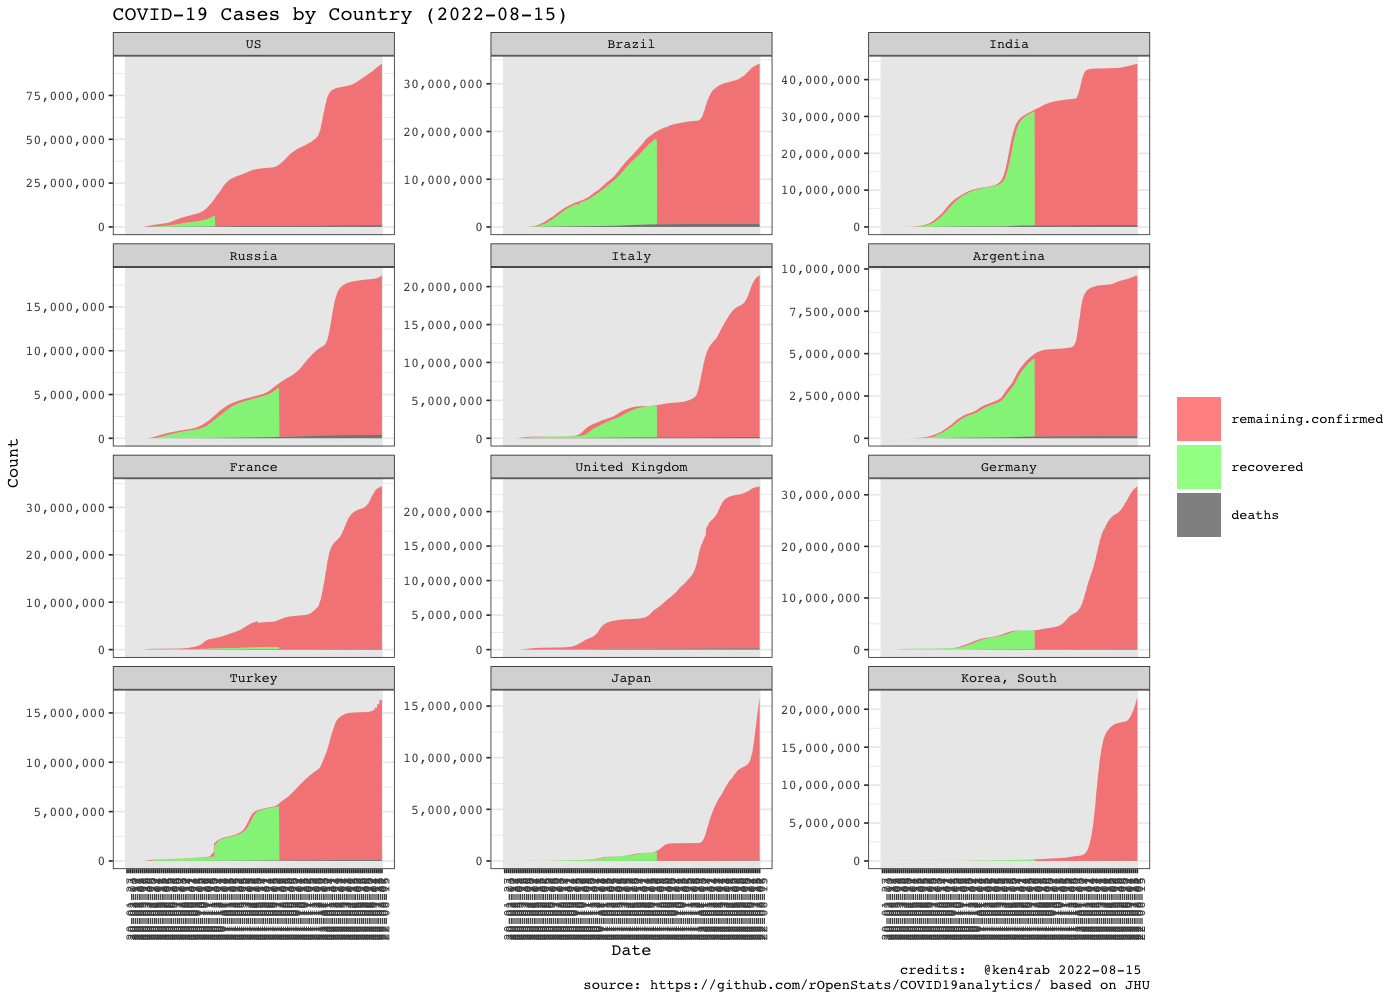 COVID-19 Cases by Country (2022-08-15)
US
Brazil
India
75,000,000
50,000,000
25,000,000
0
30,000,000
20,000,000
10,000,000
0
40,000,000
30,000,000
20,000,000
10,000,000
0
Russia
Italy
Argentina
15,000,000
10,000,000
5,000,000
0
20,000,000
15,000,000
10,000,000
5,000,000
0
10,000,000
7,500,000
5,000,000
2,500,000
0
Count
remaining.confirmed
recovered
deaths
France
United Kingdom
Germany
30,000,000
20,000,000
10,000,000
0
20,000,000
15,000,000
10,000,000
5,000,000
0
30,000,000
20,000,000
10,000,000
0
Turkey
Japan
Korea, South
15,000,000
10,000,000
5,000,000
0
15,000,000
10,000,000
5,000,000
0
20,000,000
15,000,000
10,000,000
5,000,000
0
Date
credits:  @ken4rab 2022-08-15
source: https://github.com/rOpenStats/COVID19analytics/ based on JHU